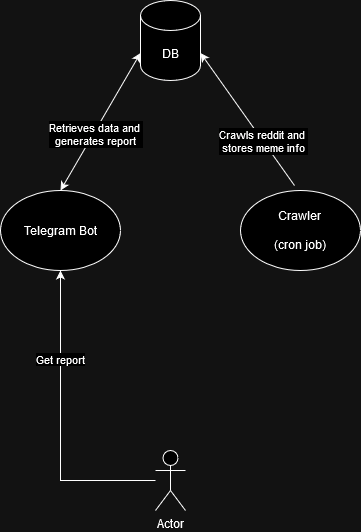 DB
Retrieves data and
generates report
Crawls reddit and
stores meme info
Telegram Bot
Crawler
(cron job)
Get report
Actor